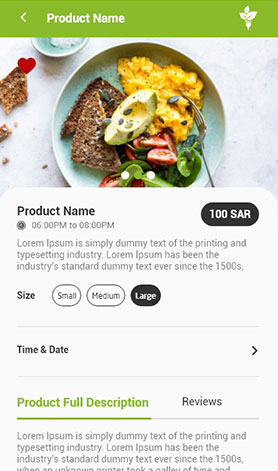 Product Name
Product Name
100 SAR
06:00PM to 08:00PM
Lorem Ipsum is simply dummy text of the printing and
typesetting industry. Lorem Ipsum has been the
industry's standard dummy text ever since the 1500s,
Size
Small
Medium
Large
Time & Date
Product Full Description
Reviews
Lorem Ipsum is simply dummy text of the printing and
typesetting industry. Lorem Ipsum has been the
industry's standard dummy text ever since the 1500s,
when an unknown printer took a galley of type and